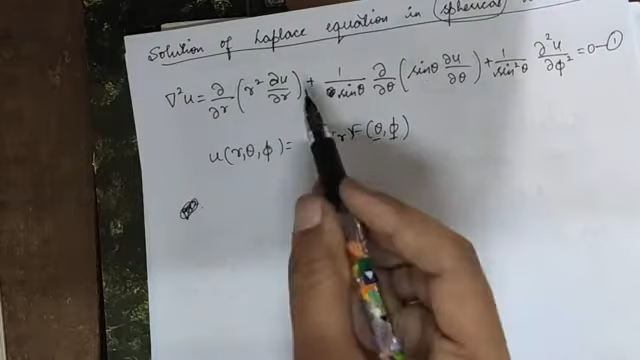 Solution of Laplace equation in (spherical)
∇²u = ∂/∂r (r² ∂u/∂r) + 1/sinθ ∂/∂θ (sinθ ∂u/∂θ) + 1/sin²θ ∂²u/∂ϕ² = 0 —①
u(r,θ,ϕ) = F(θ,ϕ)